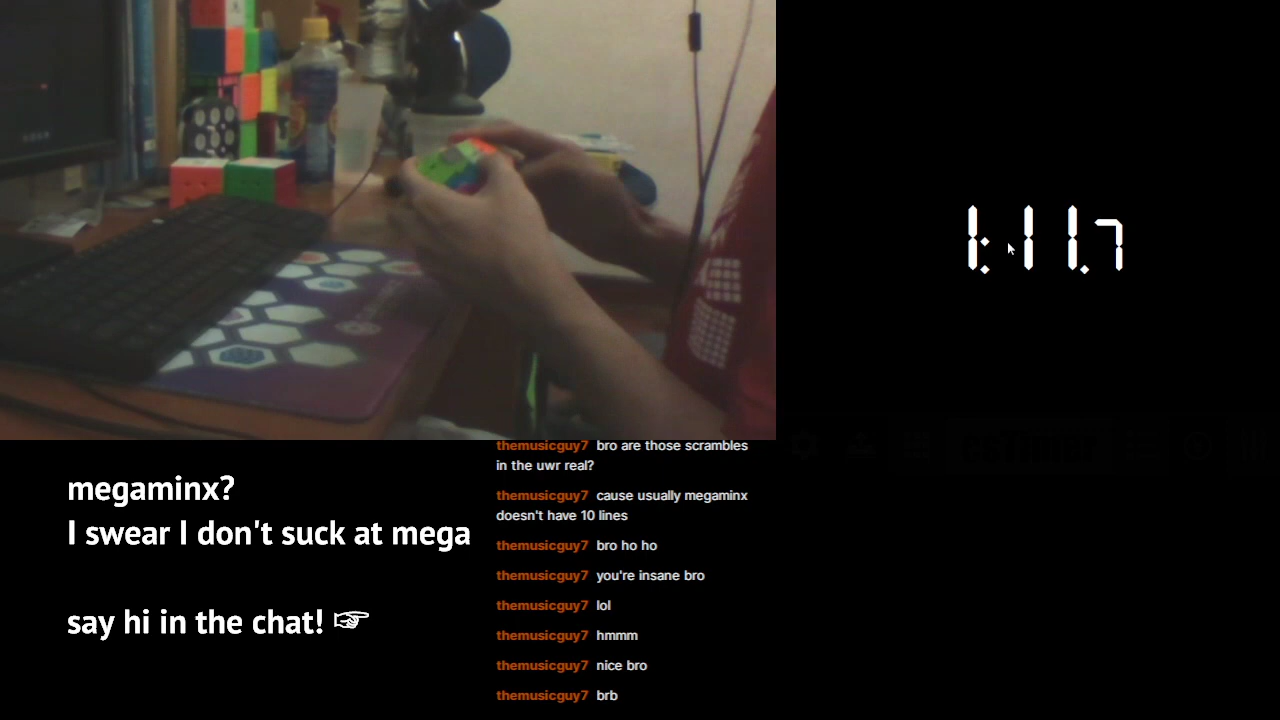 1:11.7
themusicguy7 bro are those scrambles
in the uwr real?
themusicguy7 cause usually megaminx
doesn't have 10 lines
themusicguy7 bro ho ho
themusicguy7 you're insane bro
themusicguy7 lol
themusicguy7 hmmm
themusicguy7 nice bro
themusicguy7 brb
megaminx?
I swear I don't suck at mega
say hi in the chat! ☞